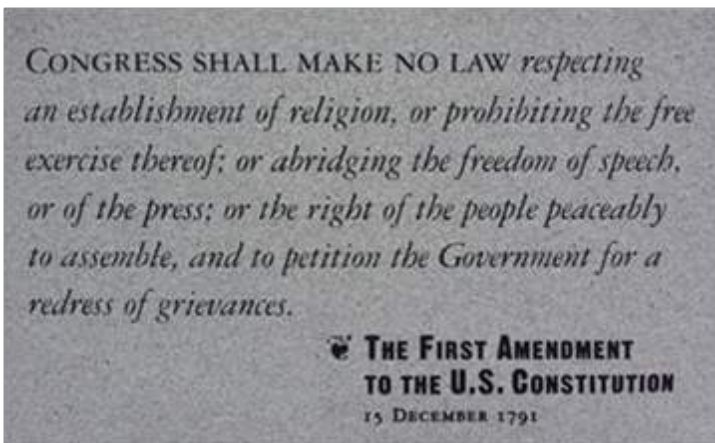 CONGRESS SHALL MAKE NO LAW respecting
an establishment of religion, or prohibiting the free
exercise thereof; or abridging the freedom of speech,
or of the press; or the right of the people peaceably
to assemble, and to petition the Government for a
redress of grievances.
THE FIRST AMENDMENT
TO THE U.S. CONSTITUTION
15 DECEMBER 1791